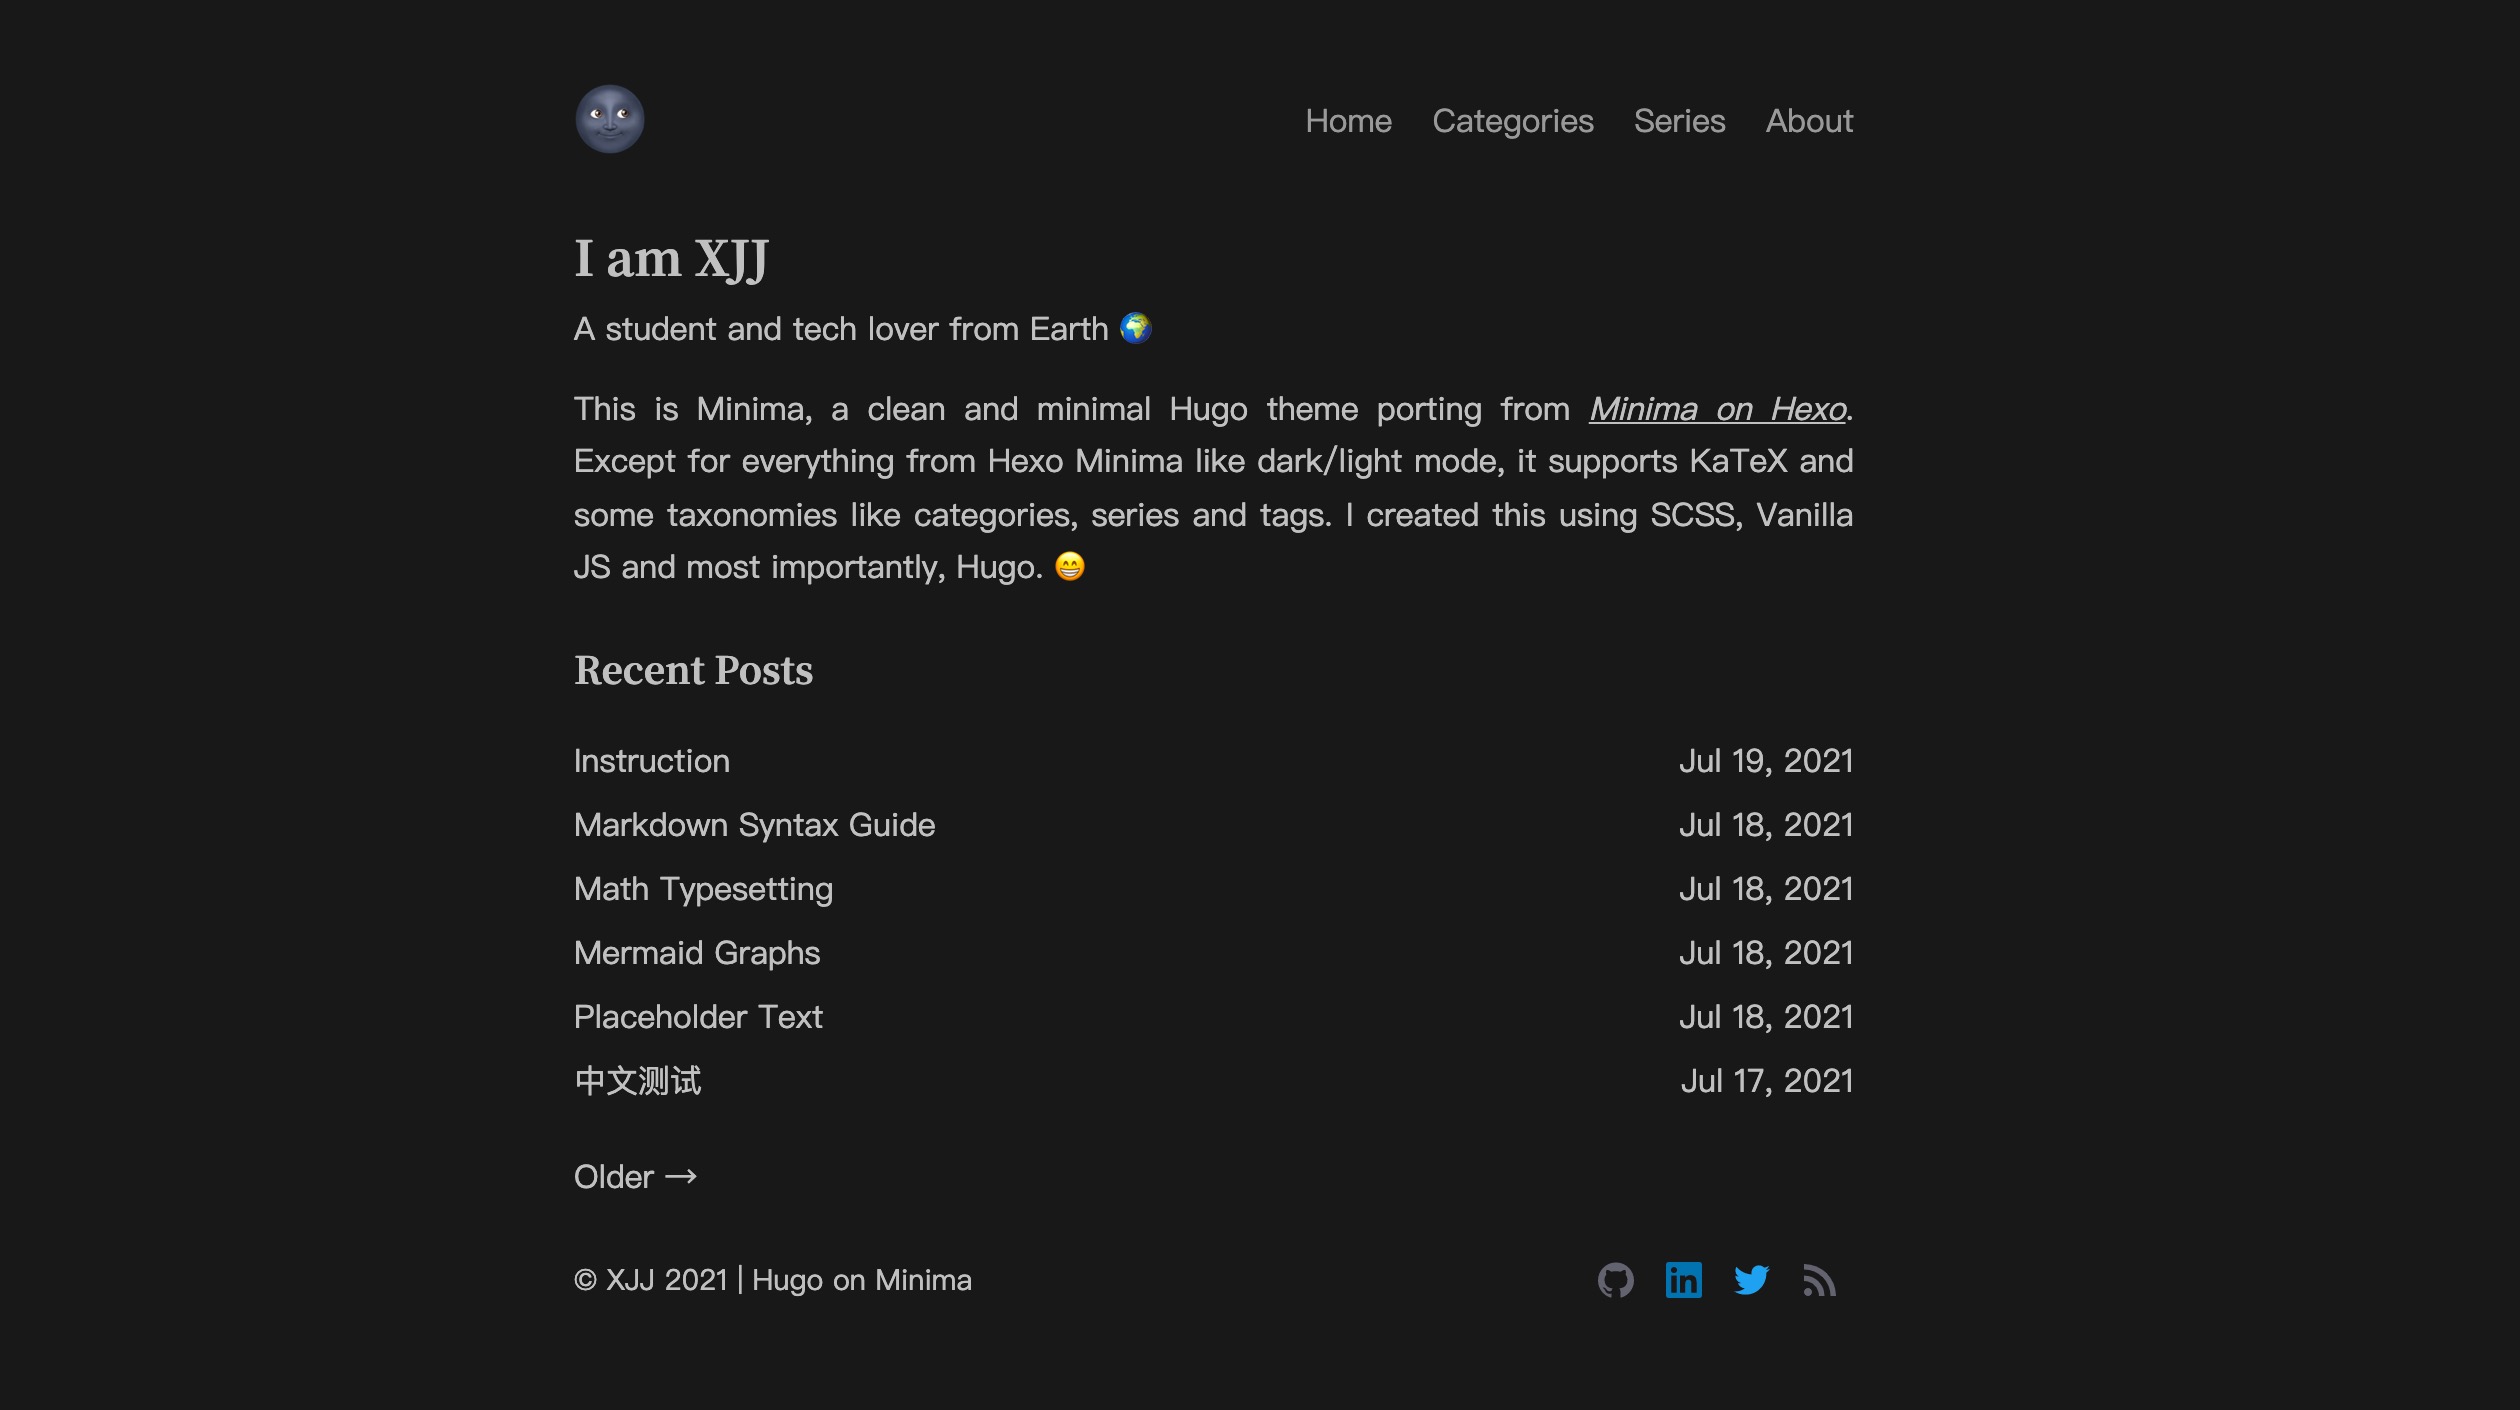 Home Categories Series About
I am XJJ
A student and tech lover from Earth 🌍
This is Minima, a clean and minimal Hugo theme porting from Minima on Hexo.
Except for everything from Hexo Minima like dark/light mode, it supports KaTeX and
some taxonomies like categories, series and tags. I created this using SCSS, Vanilla
JS and most importantly, Hugo. 😁
Recent Posts
Instruction Jul 19, 2021
Markdown Syntax Guide Jul 18, 2021
Math Typesetting Jul 18, 2021
Mermaid Graphs Jul 18, 2021
Placeholder Text Jul 18, 2021
中文测试 Jul 17, 2021
Older →
© XJJ 2021 | Hugo on Minima